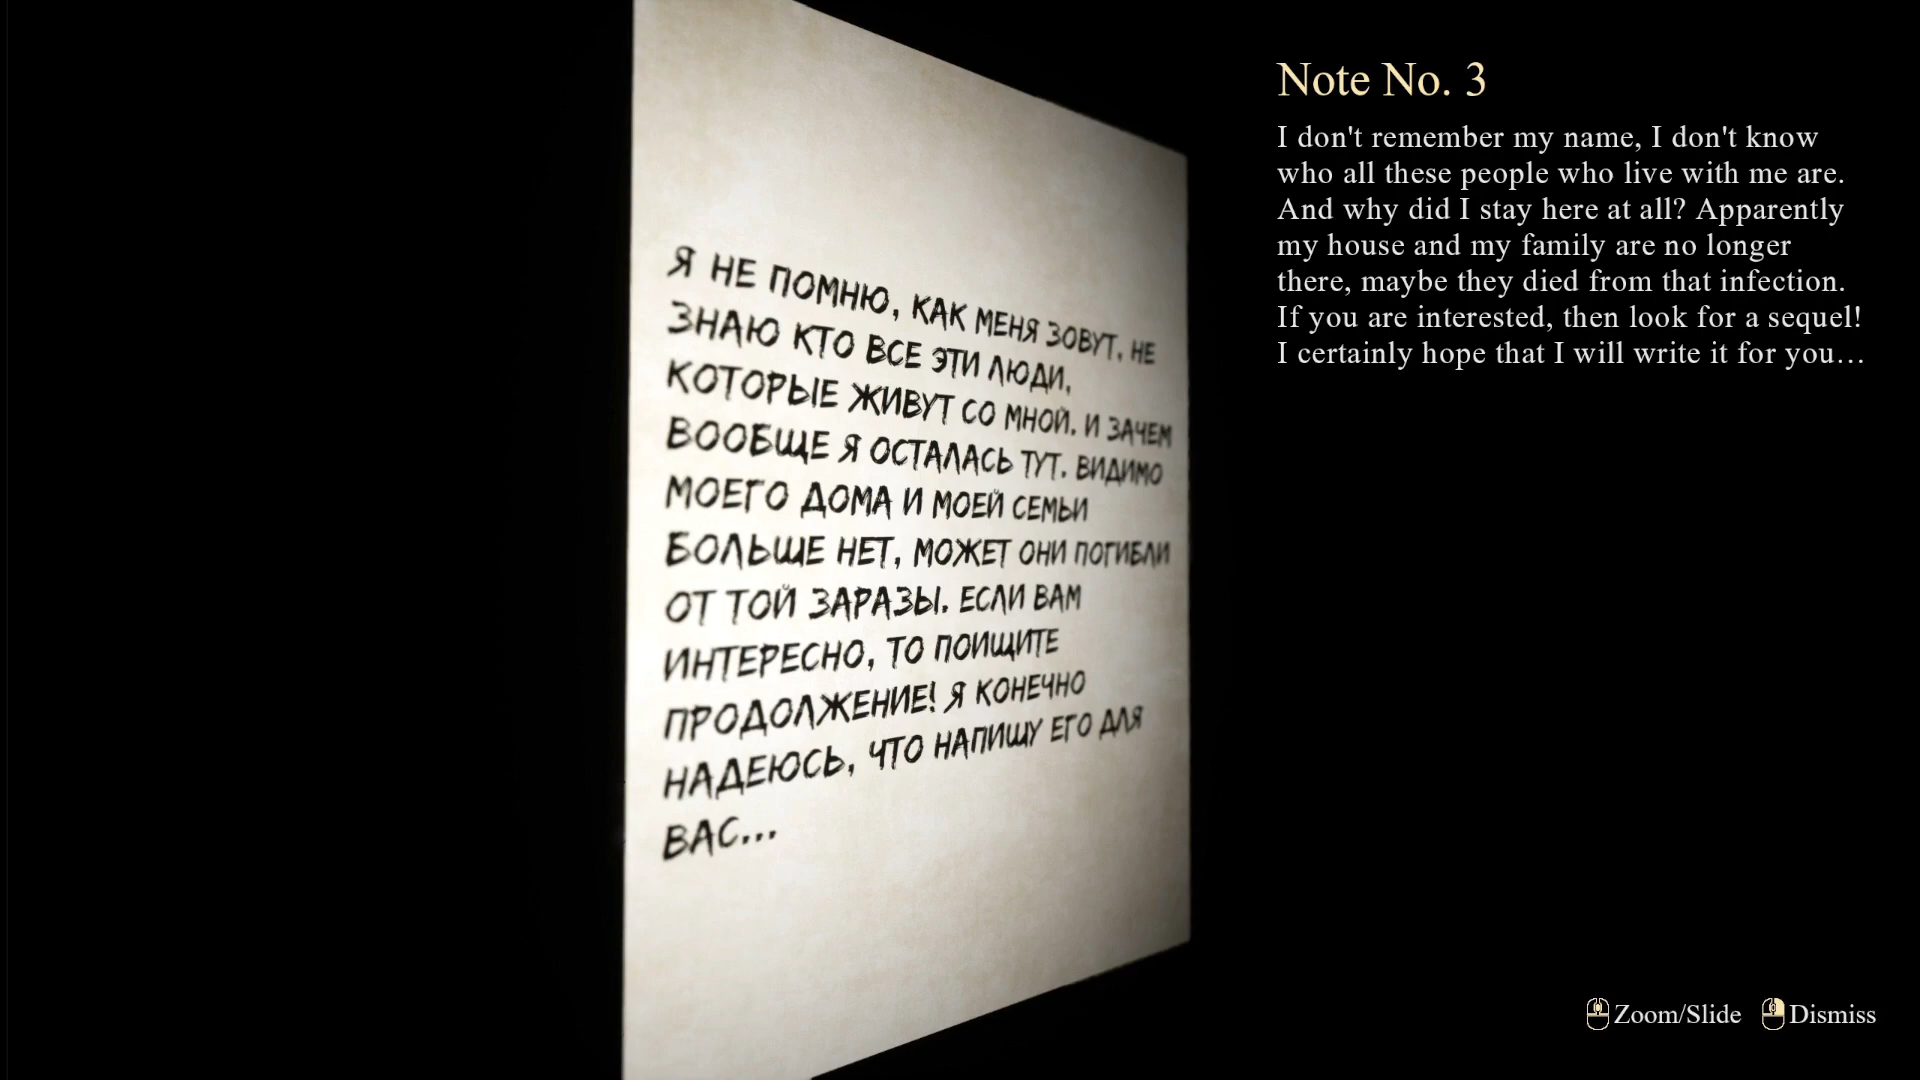 Я НЕ ПОМНЮ, КАК МЕНЯ ЗОВУТ, НЕ
ЗНАЮ КТО ВСЕ ЭТИ ЛЮДИ,
КОТОРЫЕ ЖИВУТ СО МНОЙ. И ЗАЧЕМ
ВООБЩЕ Я ОСТАЛАСЬ ТУТ. ВИДИМО
МОЕГО ДОМА И МОЕЙ СЕМЬИ
БОЛЬШЕ НЕТ, МОЖЕТ ОНИ ПОГИБЛИ
ОТ ТОЙ ЗАРАЗЫ. ЕСЛИ ВАМ
ИНТЕРЕСНО, ТО ПОИЩИТЕ
ПРОДОЛЖЕНИЕ! Я КОНЕЧНО
НАДЕЮСЬ, ЧТО НАПИШУ ЕГО ДЛЯ
ВАС...
Note No. 3
I don't remember my name, I don't know
who all these people who live with me are.
And why did I stay here at all? Apparently
my house and my family are no longer
there, maybe they died from that infection.
If you are interested, then look for a sequel!
I certainly hope that I will write it for you…
Zoom/Slide Dismiss